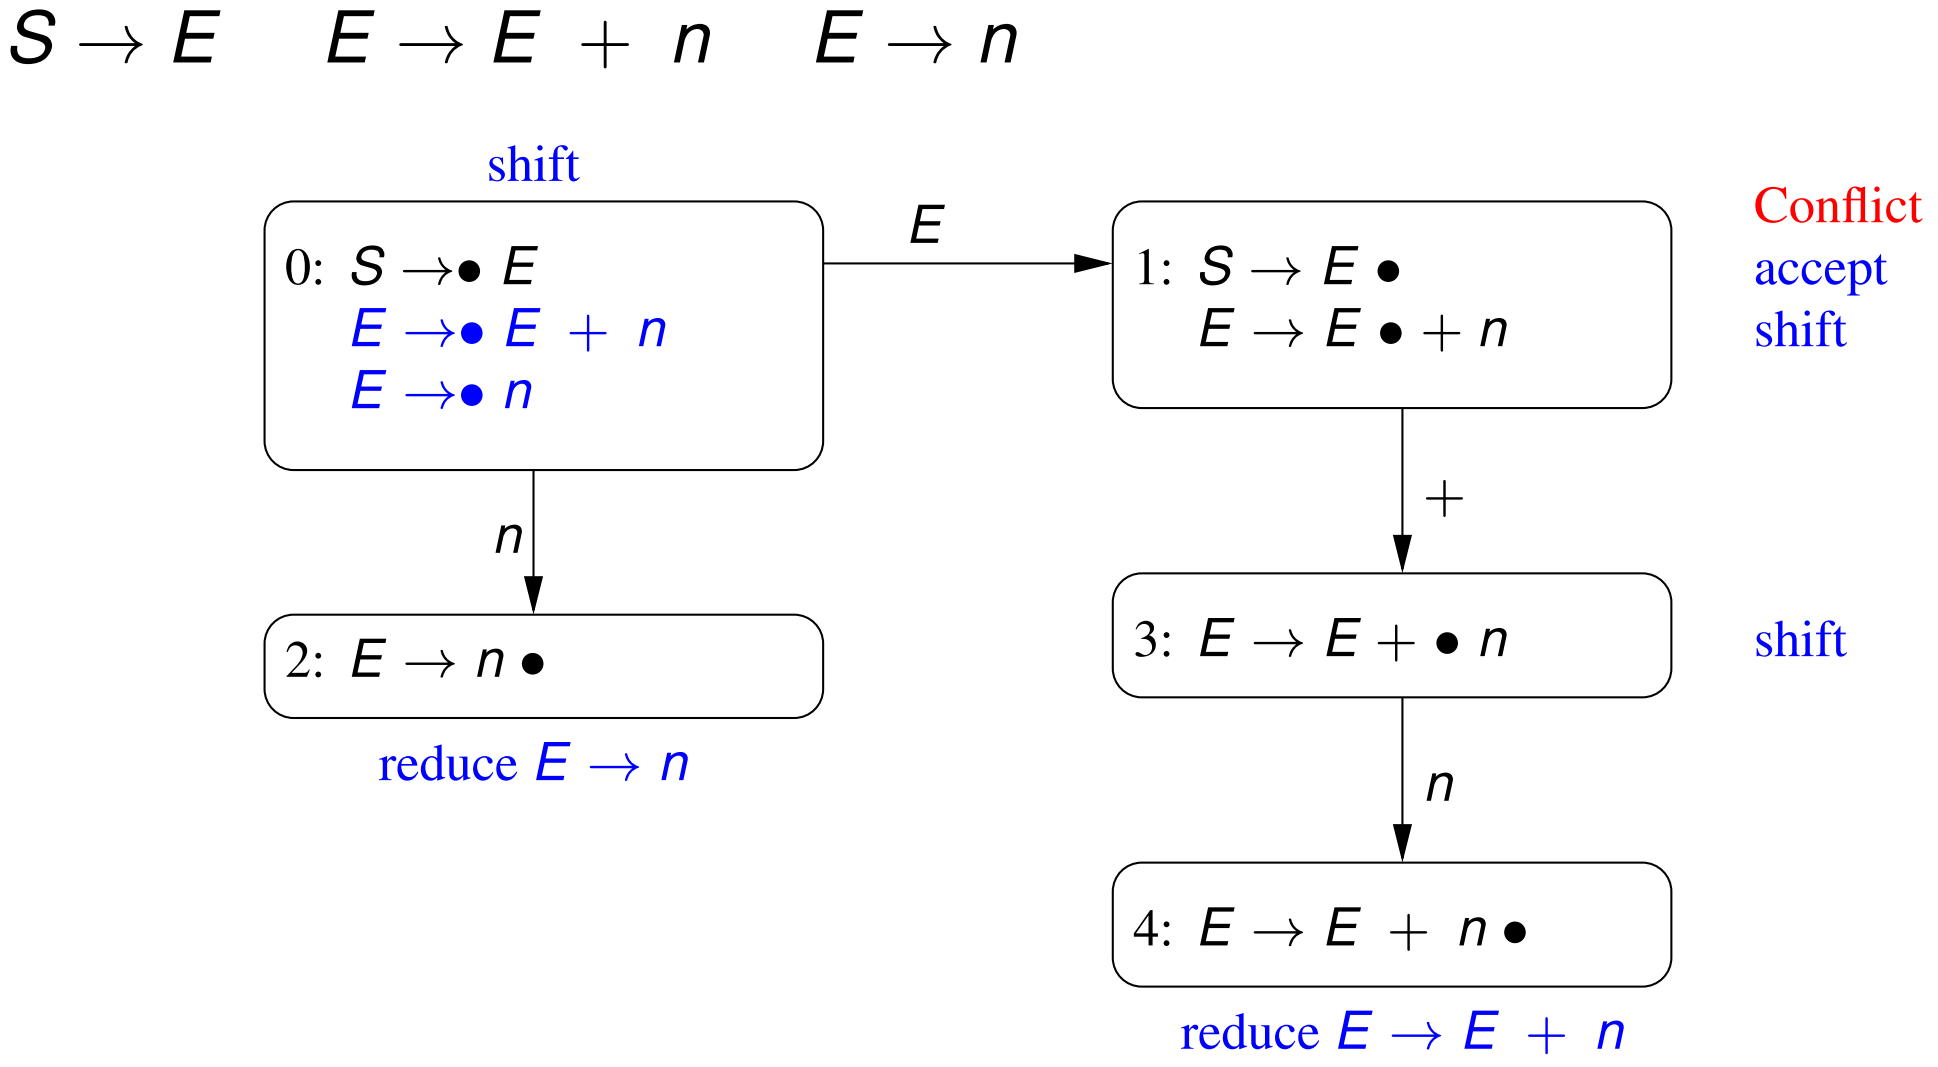 S → E E → E + n E → n
shift
0: S →● E
E →● E + n
E →● n
E
1: S → E ●
E → E ● + n
Conflict
accept
shift
n
+
2: E → n ●
reduce E → n
3: E → E + ● n
shift
n
4: E → E + n ●
reduce E → E + n